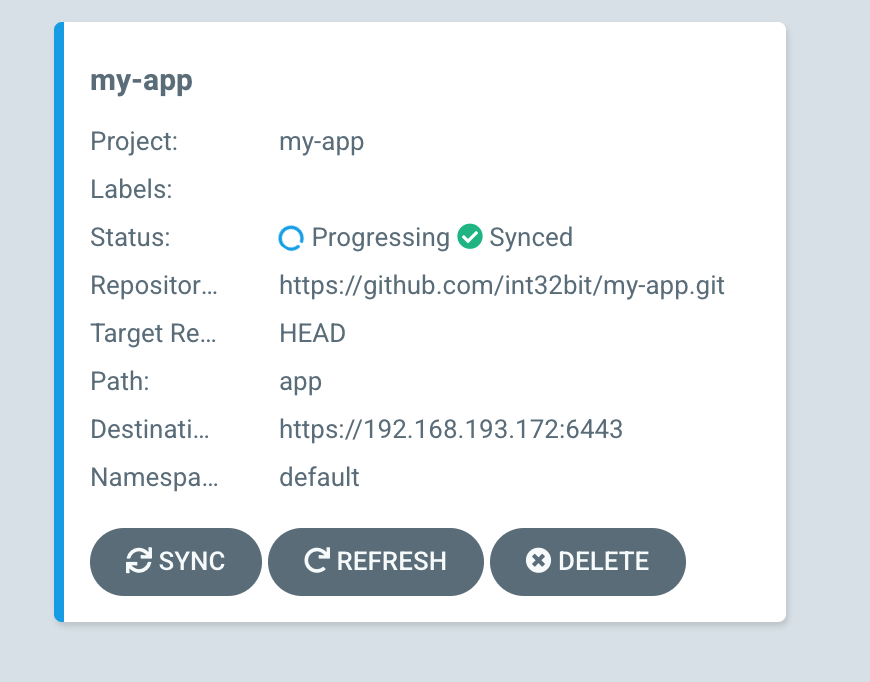 my-app
Project: my-app
Labels:
Status: Progressing Synced
Repositor... https://github.com/int32bit/my-app.git
Target Re... HEAD
Path: app
Destinati... https://192.168.193.172:6443
Namespa... default
SYNC REFRESH DELETE